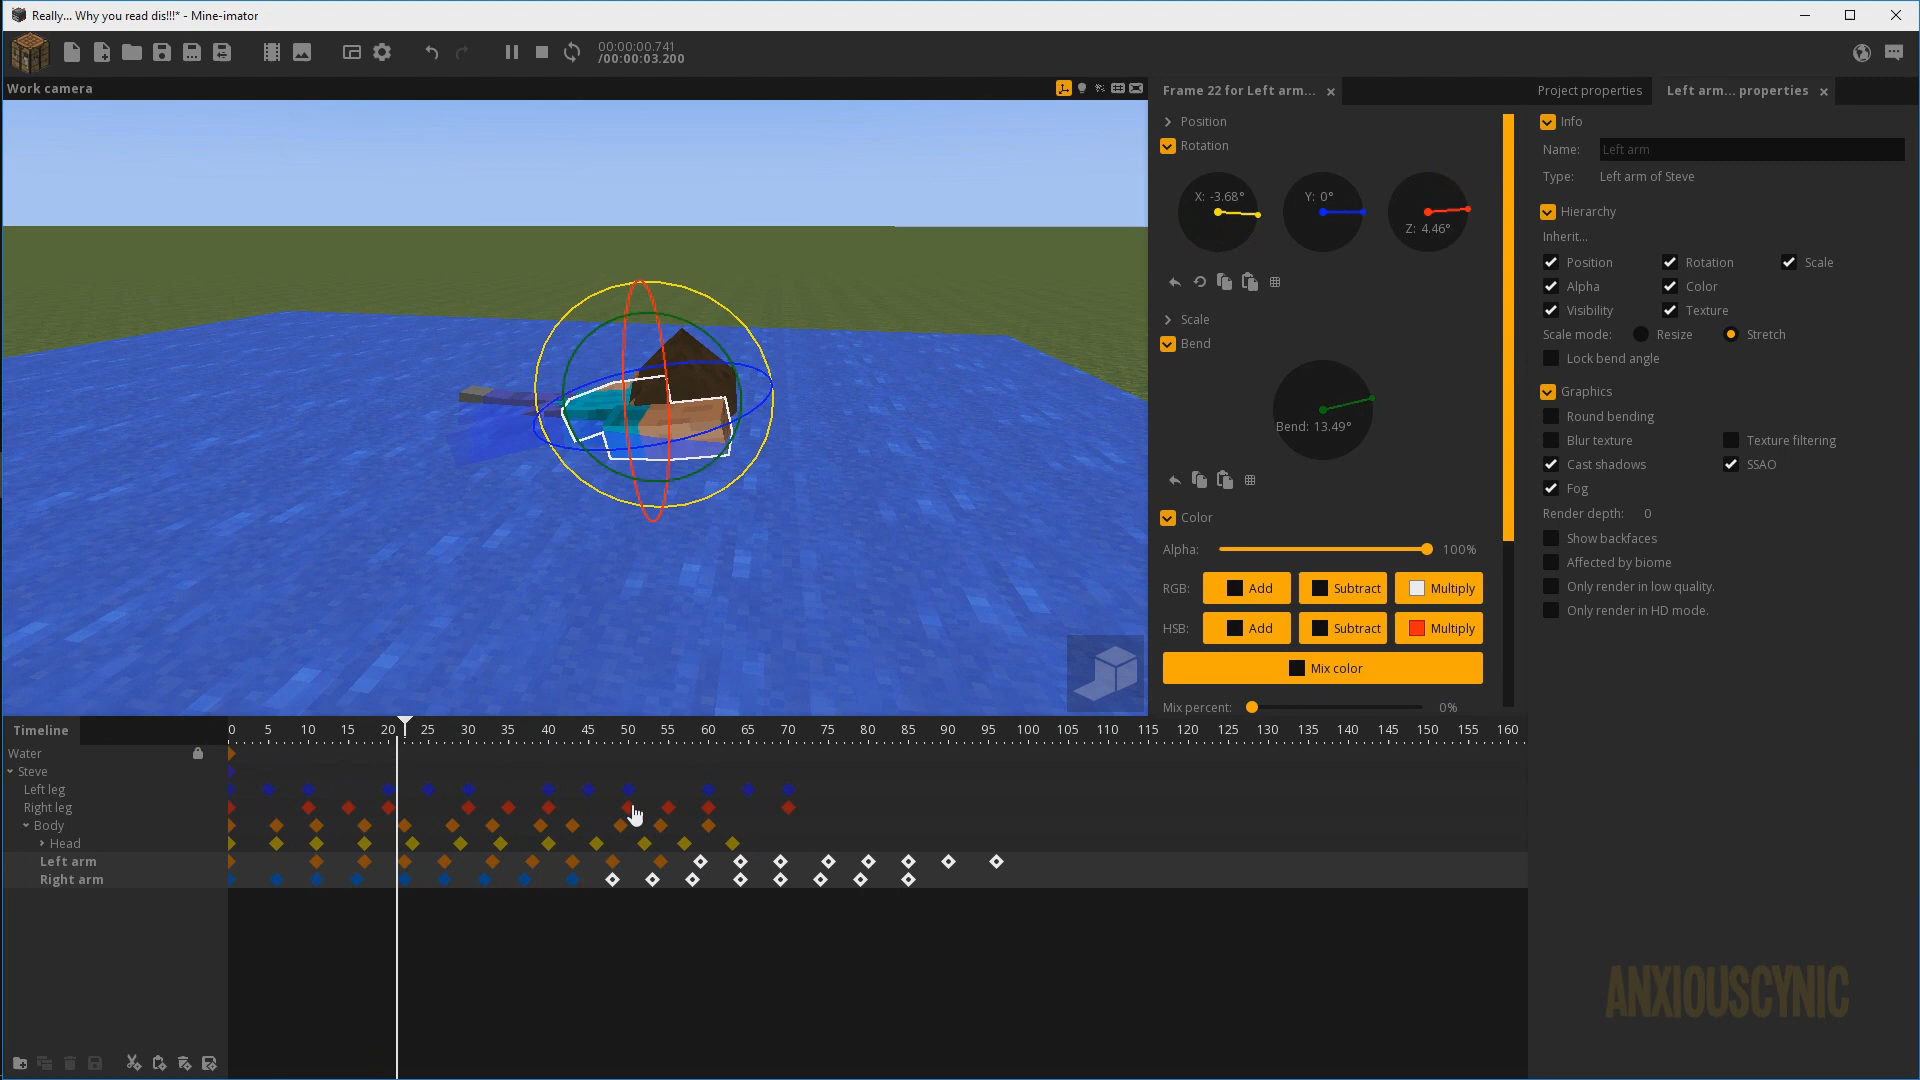 Really... Why you read dis!!!* - Mine-imator
00:00:00.741
/00:00:03.200
Work camera
Frame 22 for Left arm...
Project properties
Left arm... properties
Position
Rotation
X: -3.68°
Y: 0°
Z: 4.46°
Scale
Bend
Bend: 13.49°
Color
Alpha: 100%
RGB: Add Subtract Multiply
HSB: Add Subtract Multiply
Mix color
Mix percent: 0%
Info
Name: Left arm
Type: Left arm of Steve
Hierarchy
Inherit...
Position Rotation Scale
Alpha Color
Visibility Texture
Scale mode: Resize Stretch
Lock bend angle
Graphics
Round bending
Blur texture Texture filtering
Cast shadows SSAO
Fog
Render depth: 0
Show backfaces
Affected by biome
Only render in low quality.
Only render in HD mode.
Timeline
0 5 10 15 20 25 30 35 40 45 50 55 60 65 70 75 80 85 90 95 100 105 110 115 120 125 130 135 140 145 150 155 160
Water
Steve
Left leg
Right leg
Body
Head
Left arm
Right arm
ANXIOUSCYNIC